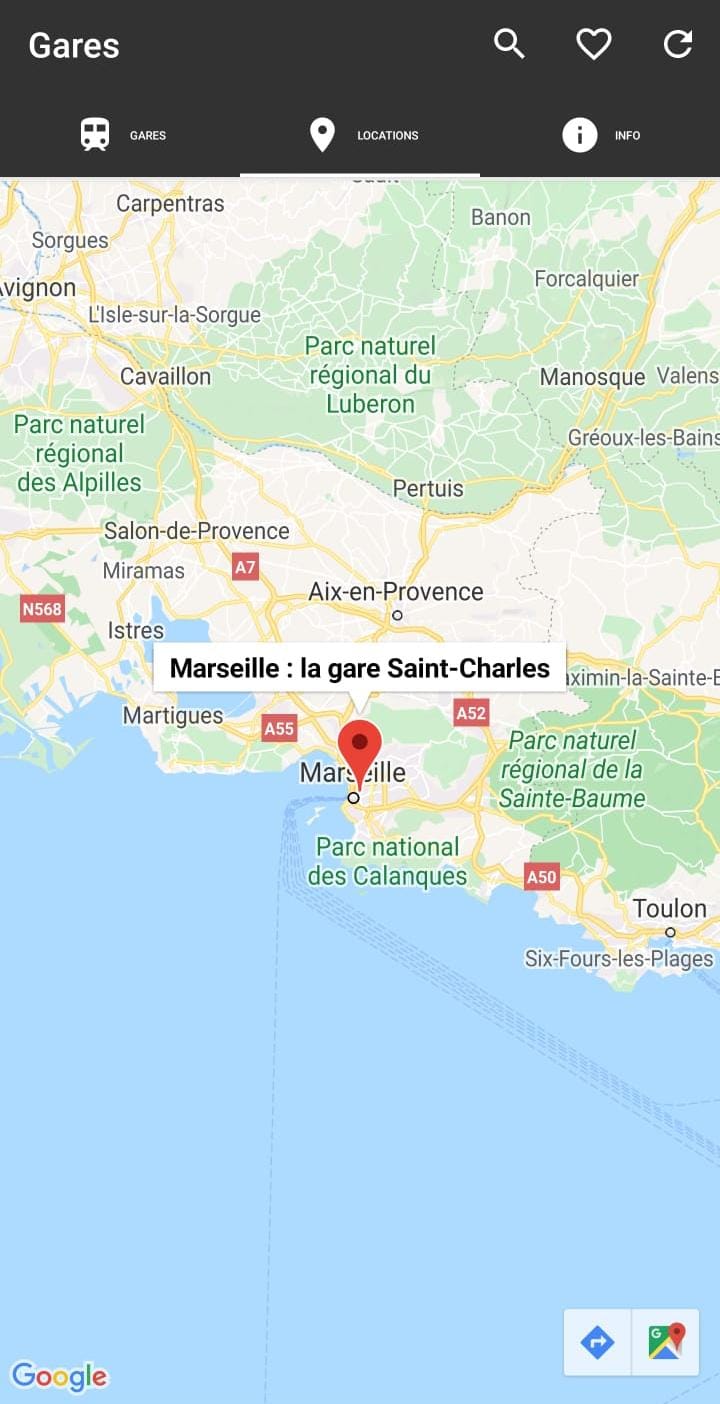 Gares
GARES
LOCATIONS
INFO
Carpentras
Banon
Sorgues
Forcalquier
vignon
L'Isle-sur-la-Sorgue
Parc naturel
régional du
Luberon
Cavaillon
Manosque
Valens
Parc naturel
régional
des Alpilles
Gréoux-les-Bains
Pertuis
Salon-de-Provence
A7
Miramas
Aix-en-Provence
N568
Istres
Marseille : la gare Saint-Charles
aximin-la-Sainte-B
Martigues
A55
A52
Parc naturel
régional de la
Sainte-Baume
Marseille
Parc national
des Calanques
A50
Toulon
Six-Fours-les-Plages
G
Google